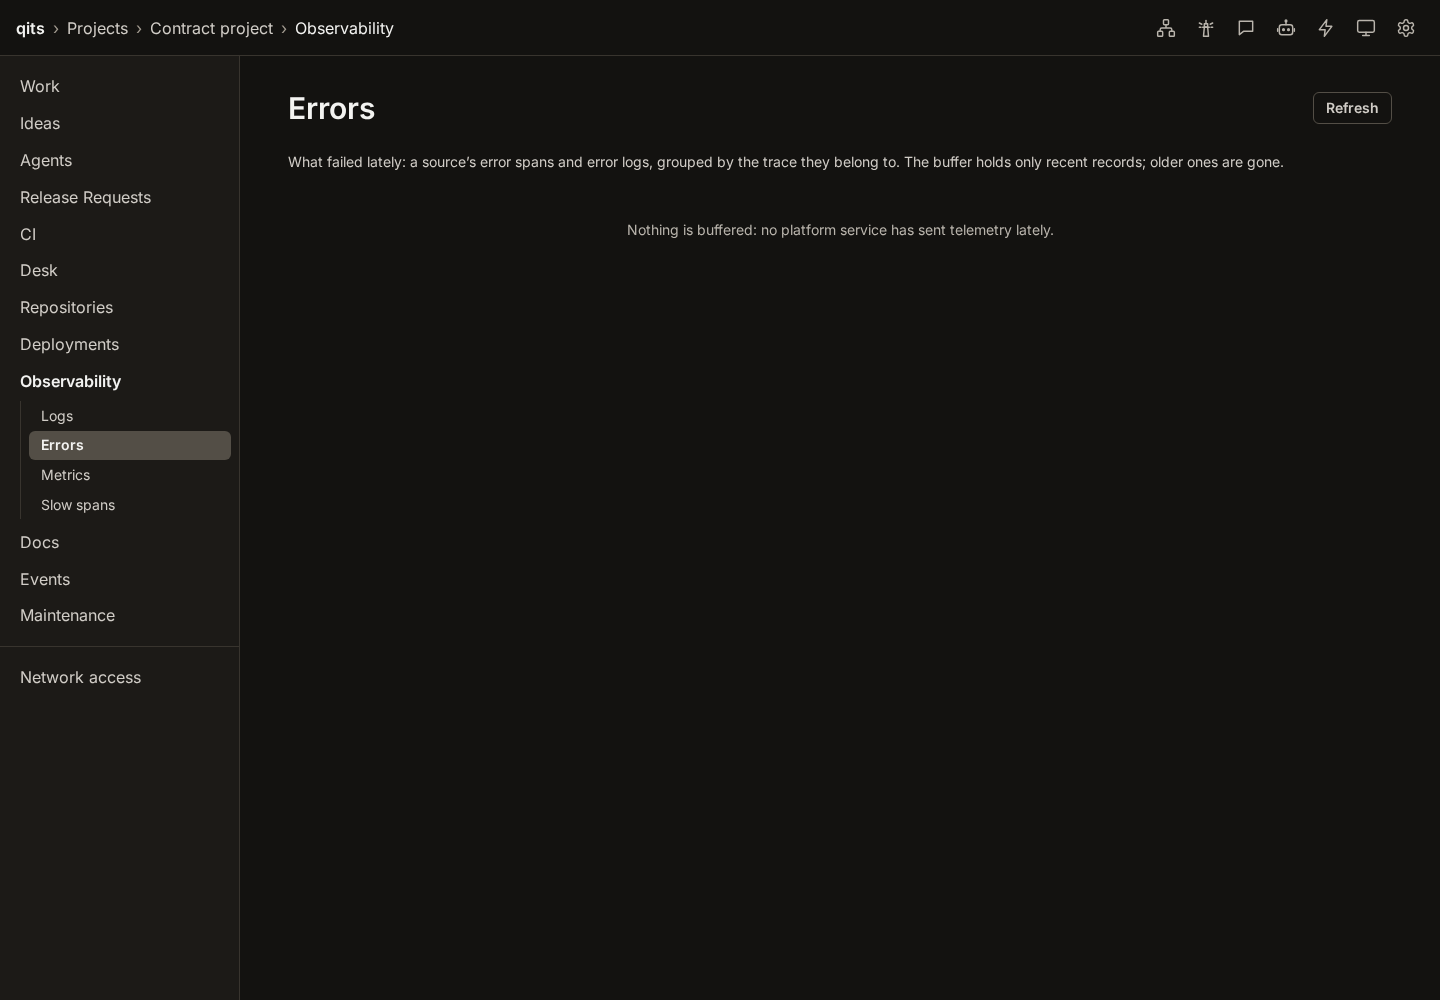 qits › Projects › Contract project › Observability
Work
Ideas
Agents
Release Requests
CI
Desk
Repositories
Deployments
Observability
Logs
Errors
Metrics
Slow spans
Docs
Events
Maintenance
Network access
Errors
Refresh
What failed lately: a source’s error spans and error logs, grouped by the trace they belong to. The buffer holds only recent records; older ones are gone.
Nothing is buffered: no platform service has sent telemetry lately.